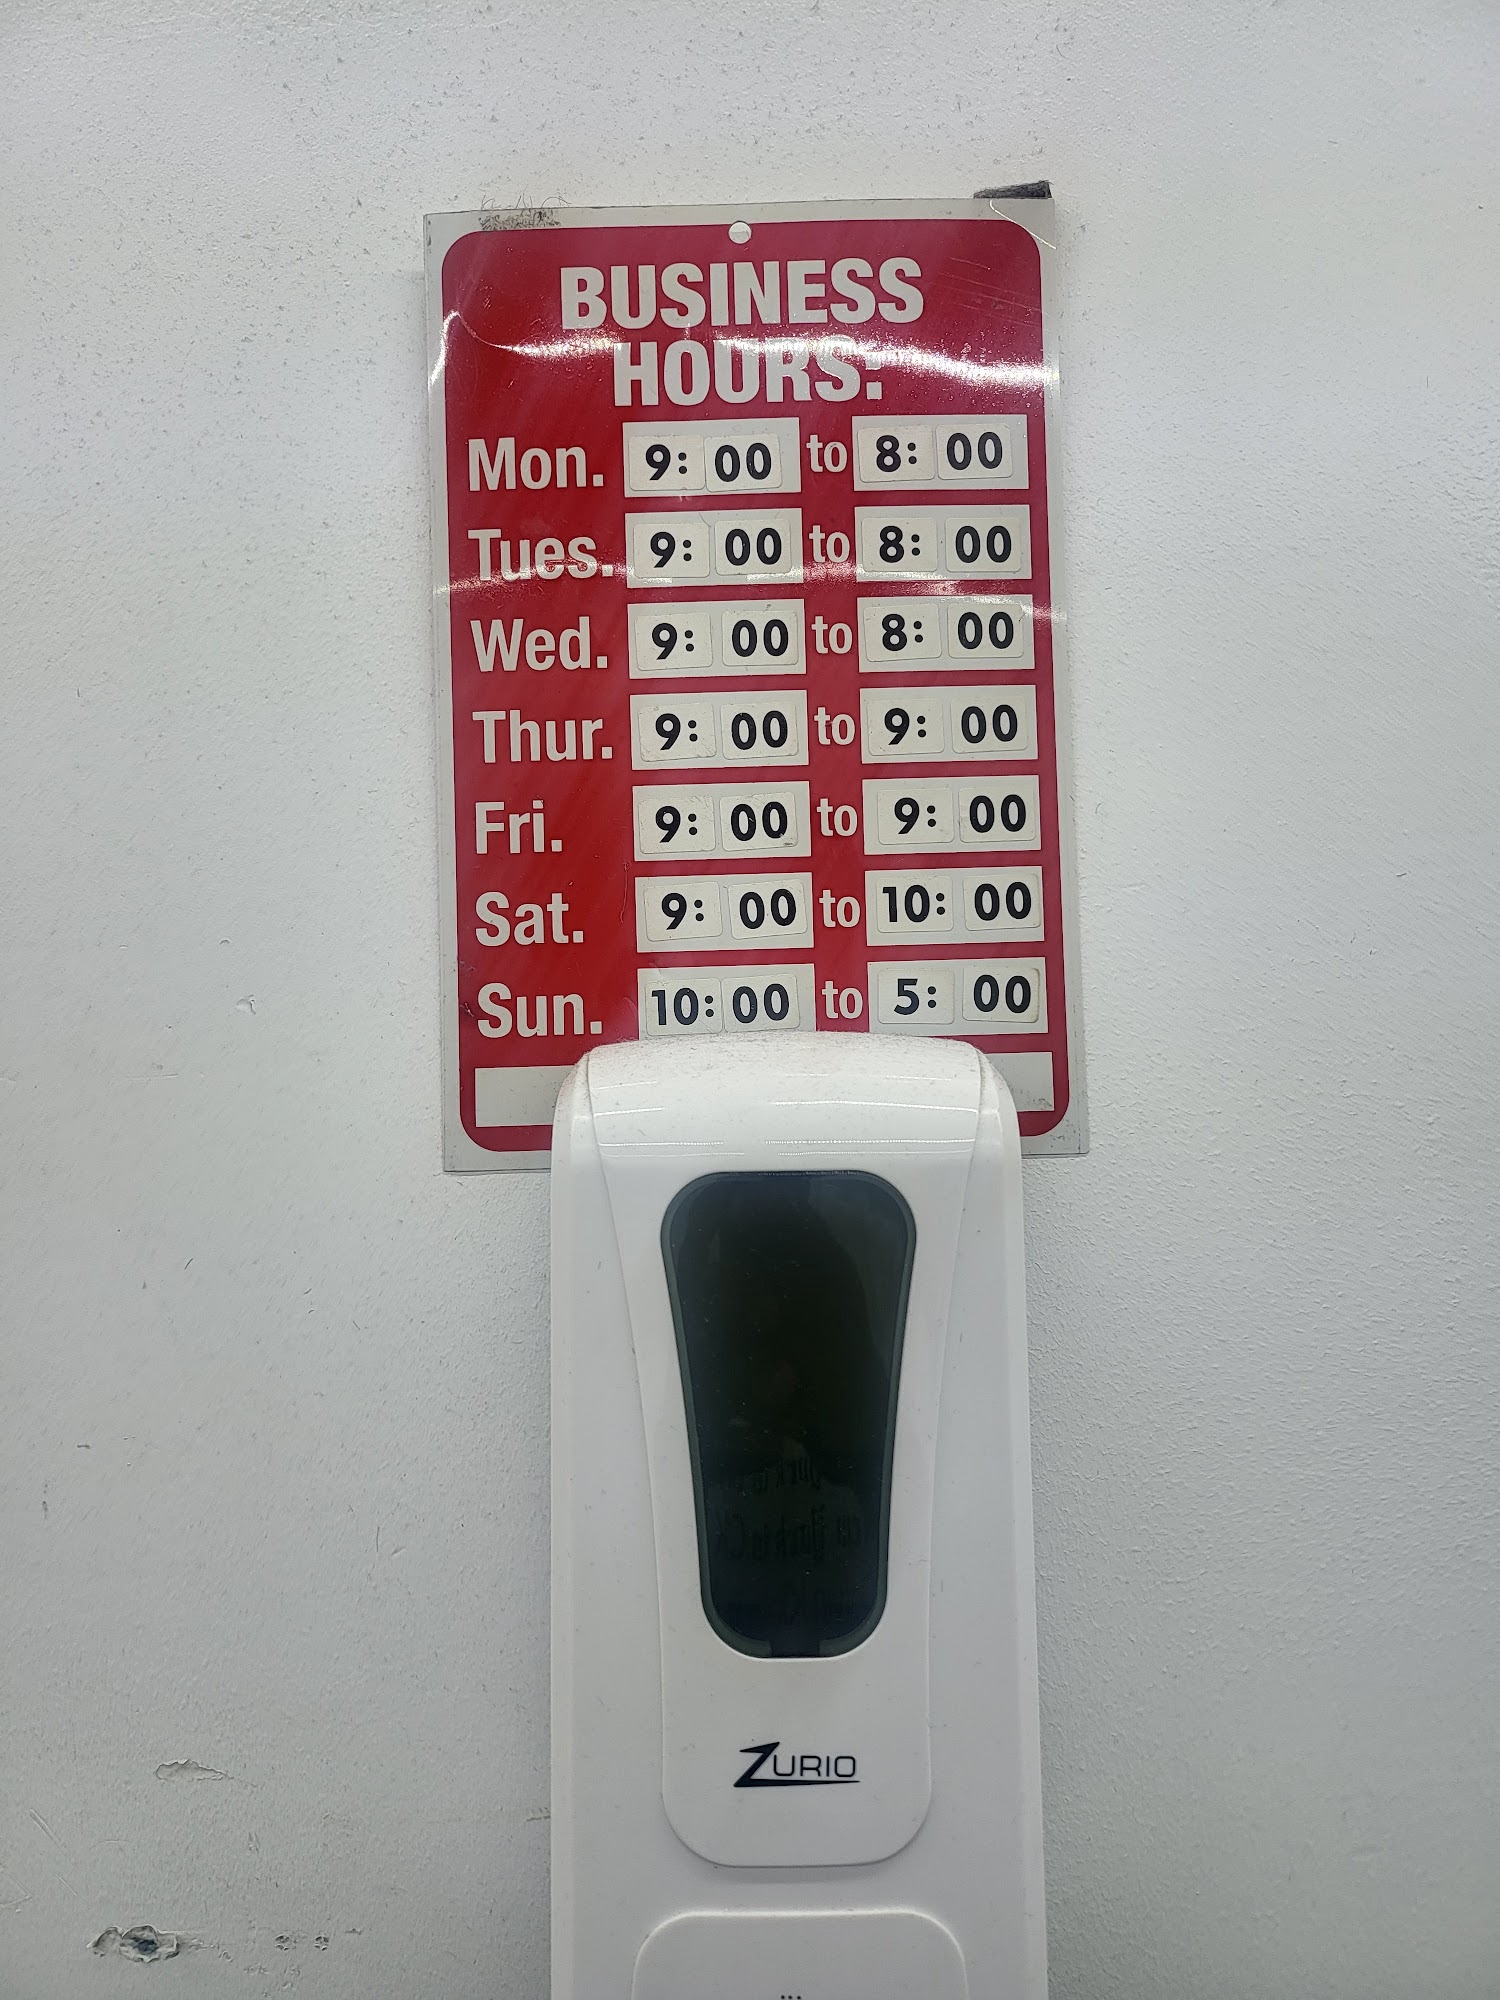 BUSINESS
HOURS:
Mon. 9:00 to 8:00
Tues. 9:00 to 8:00
Wed. 9:00 to 8:00
Thur. 9:00 to 9:00
Fri. 9:00 to 9:00
Sat. 9:00 to 10:00
Sun. 10:00 to 5:00
ZURIO